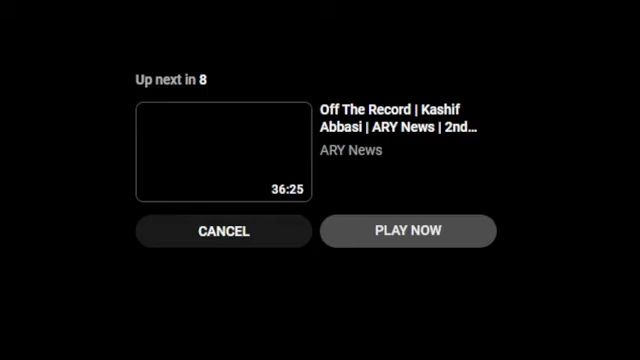 Up next in 8
Off The Record | Kashif
Abbasi | ARY News | 2nd...
ARY News
36:25
CANCEL
PLAY NOW